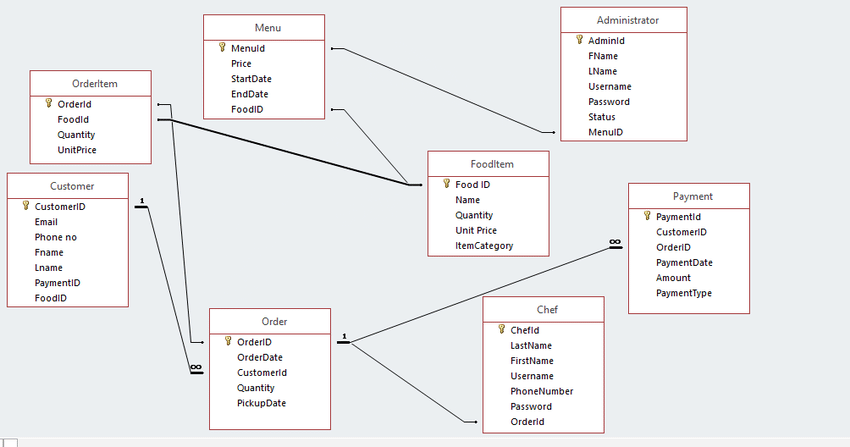 Menu
MenuId
Price
StartDate
EndDate
FoodID
Administrator
AdminId
FName
LName
Username
Password
Status
MenuID
OrderItem
OrderId
FoodId
Quantity
UnitPrice
FoodItem
Food ID
Name
Quantity
Unit Price
ItemCategory
Customer
CustomerID
Email
Phone no
Fname
Lname
PaymentID
FoodID
1
∞
Payment
PaymentId
CustomerID
OrderID
PaymentDate
Amount
PaymentType
∞
Order
OrderID
OrderDate
CustomerId
Quantity
PickupDate
1
Chef
ChefId
LastName
FirstName
Username
PhoneNumber
Password
OrderId